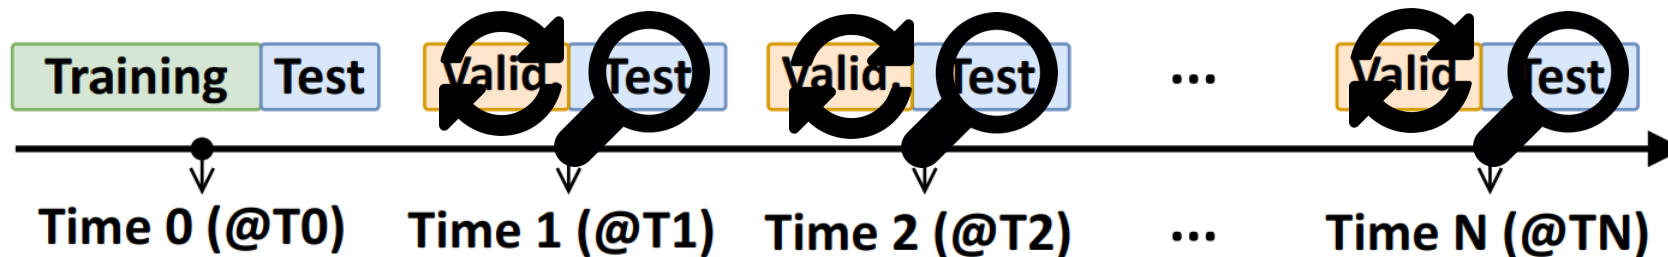 Training Test Valid. Test Valid. Test ... Valid Test
Time 0 (@T0) Time 1 (@T1) Time 2 (@T2) ... Time N (@TN)